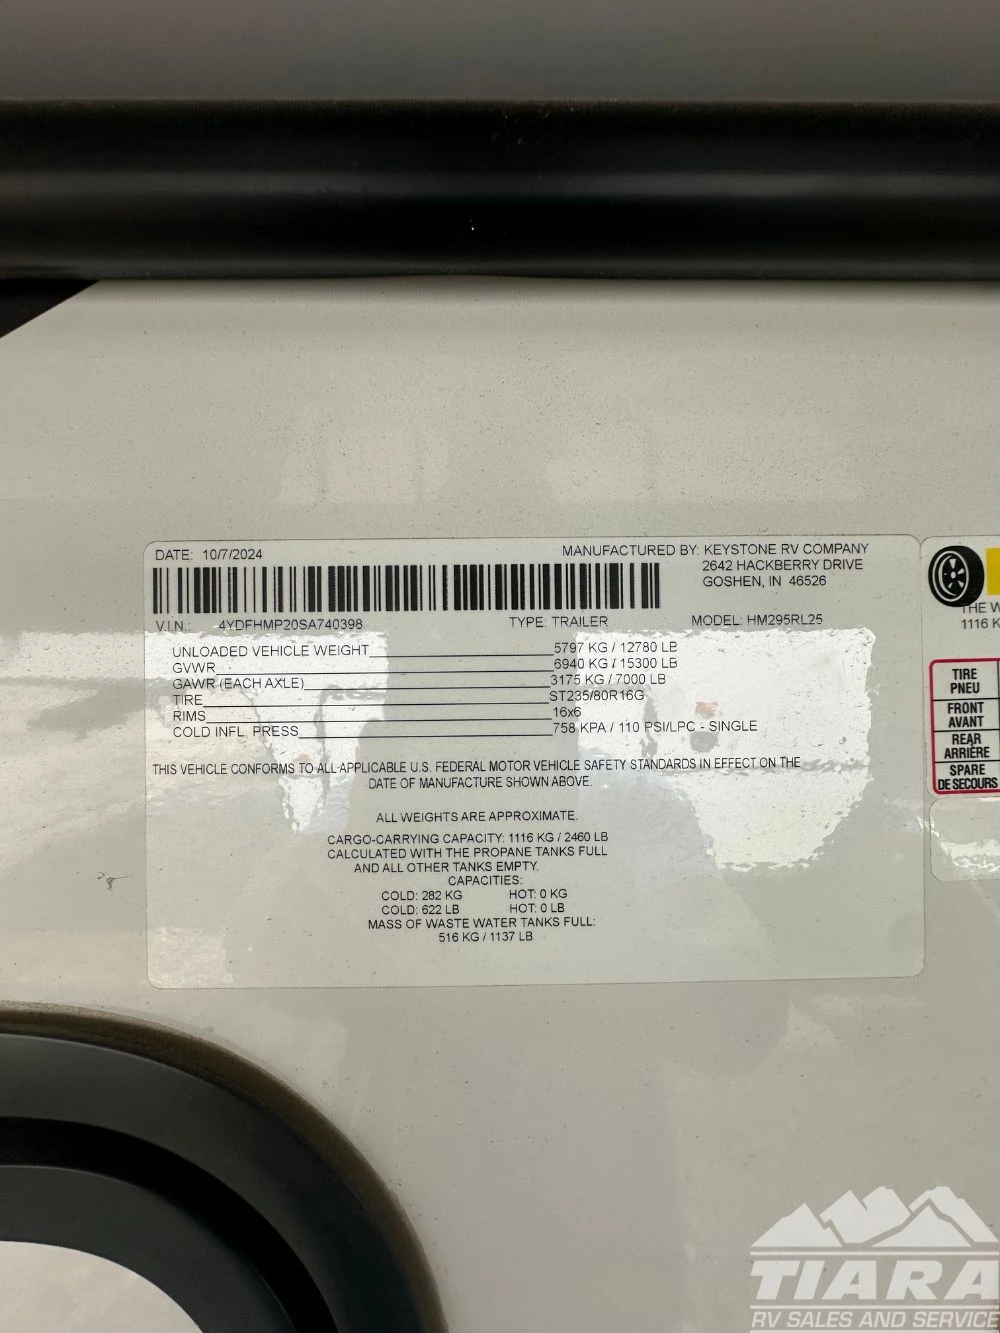 DATE: 10/7/2024
MANUFACTURED BY: KEYSTONE RV COMPANY
2642 HACKBERRY DRIVE
GOSHEN, IN 46526
V.I.N.: 4YDFHMP20SA740398 TYPE: TRAILER MODEL: HM295RL25
UNLOADED VEHICLE WEIGHT 5797 KG / 12780 LB
GVWR 6940 KG / 15300 LB
GAWR (EACH AXLE) 3175 KG / 7000 LB
TIRE ST235/80R16G
RIMS 16x6
COLD INFL. PRESS 758 KPA / 110 PSI/LPC - SINGLE
THIS VEHICLE CONFORMS TO ALL APPLICABLE U.S. FEDERAL MOTOR VEHICLE SAFETY STANDARDS IN EFFECT ON THE
DATE OF MANUFACTURE SHOWN ABOVE.
ALL WEIGHTS ARE APPROXIMATE.
CARGO-CARRYING CAPACITY: 1116 KG / 2460 LB
CALCULATED WITH THE PROPANE TANKS FULL
AND ALL OTHER TANKS EMPTY.
CAPACITIES:
COLD: 282 KG HOT: 0 KG
COLD: 622 LB HOT: 0 LB
MASS OF WASTE WATER TANKS FULL:
516 KG / 1137 LB
THE W
1116 K
TIRE
PNEU
FRONT
AVANT
REAR
ARRIÈRE
SPARE
DE SECOURS
TIARA
RV SALES AND SERVICE